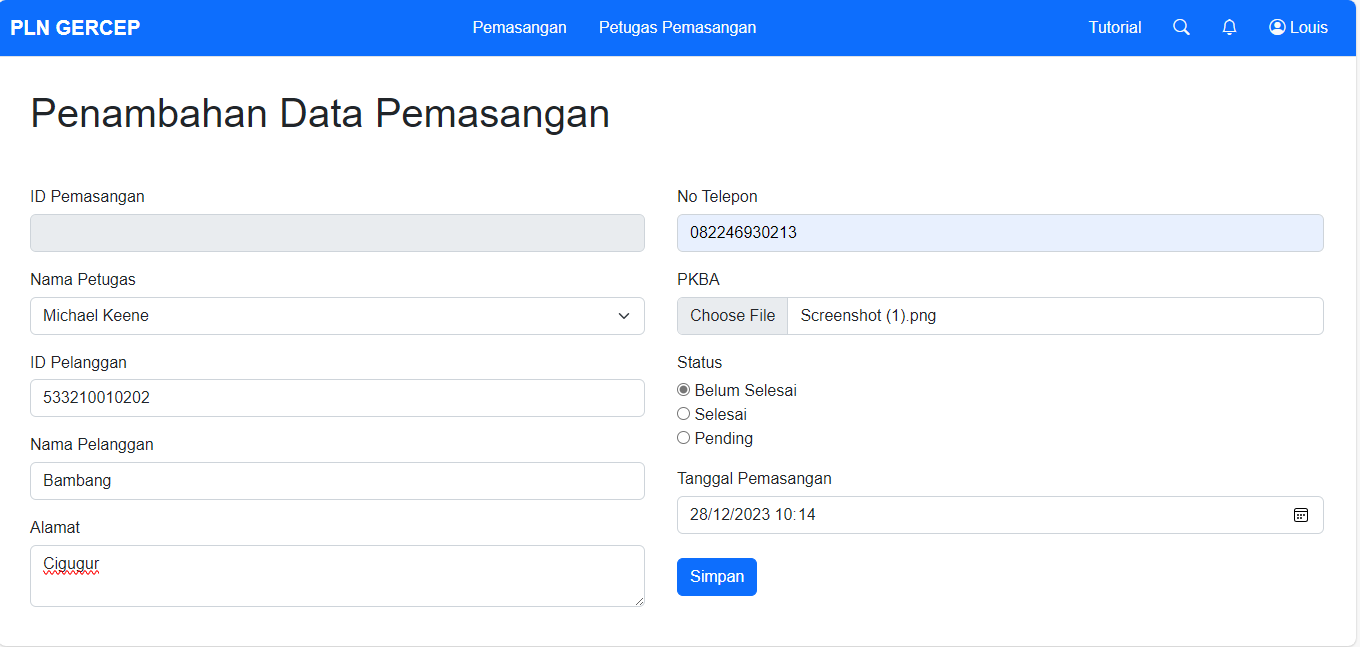 PLN GERCEP Pemasangan Petugas Pemasangan Tutorial Louis
Penambahan Data Pemasangan
ID Pemasangan
Nama Petugas
Michael Keene
ID Pelanggan
533210010202
Nama Pelanggan
Bambang
Alamat
Cigugur
No Telepon
082246930213
PKBA
Choose File Screenshot (1).png
Status
Belum Selesai
Selesai
Pending
Tanggal Pemasangan
28/12/2023 10:14
Simpan